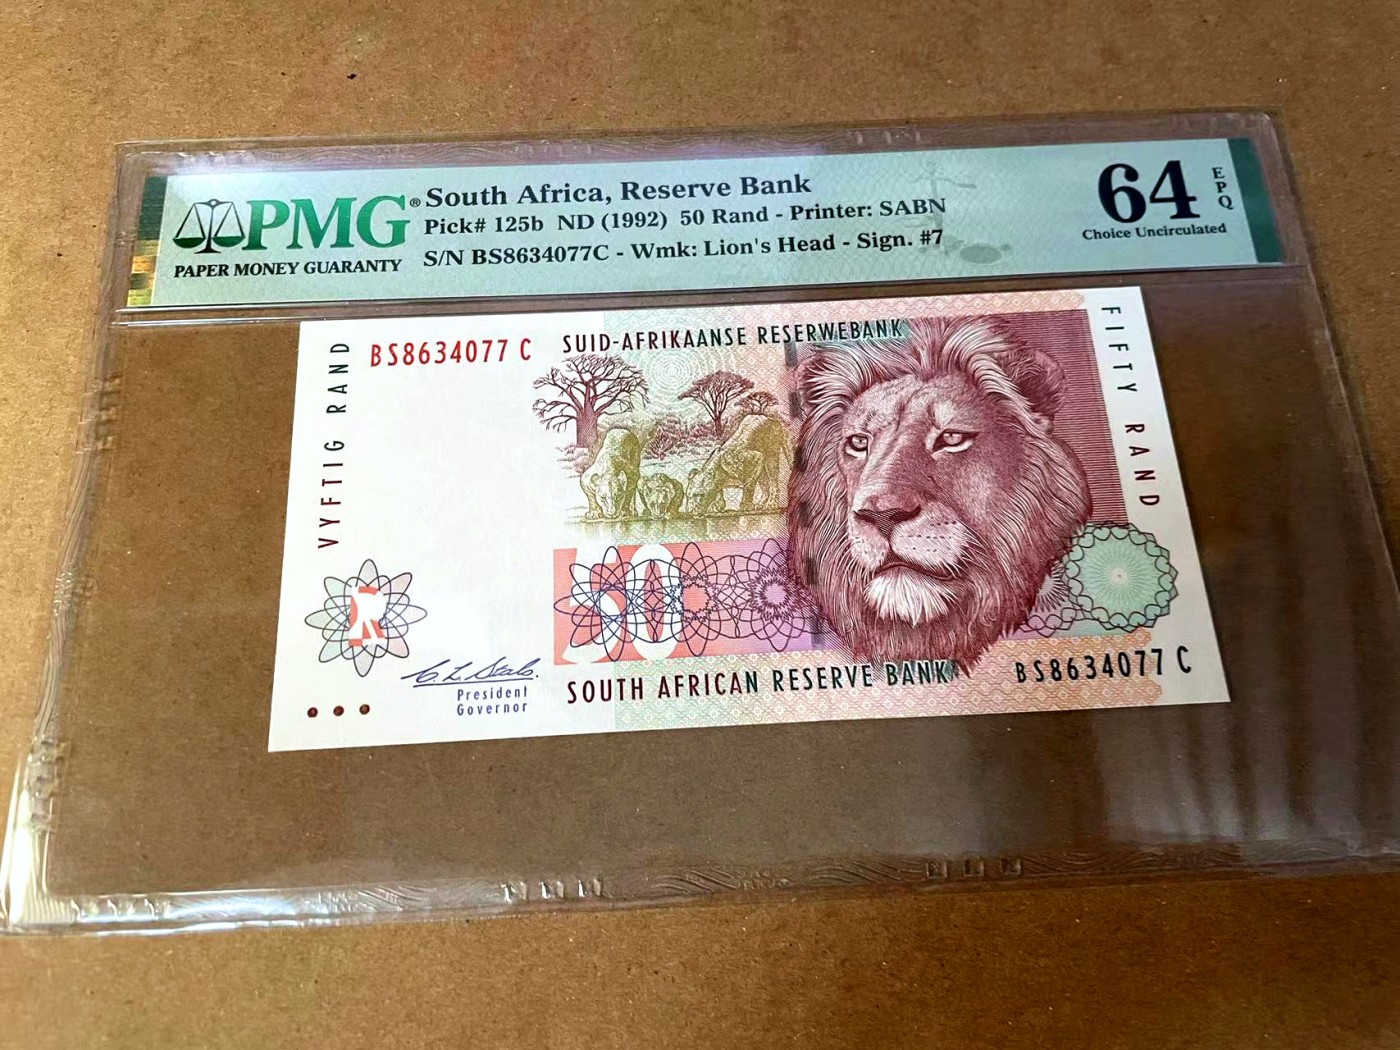 PMG®
PAPER MONEY GUARANTY
South Africa, Reserve Bank
Pick# 125b ND (1992) 50 Rand - Printer: SABN
S/N BS8634077C - Wmk: Lion's Head - Sign. #7
64
EPQ
Choice Uncirculated
VYFTIG RAND
BS8634077 C
SUID-AFRIKAANSE RESERWEBANK
FIFTY RAND
50
R
C. L. Stals.
President
Governor
SOUTH AFRICAN RESERVE BANK
BS8634077 C